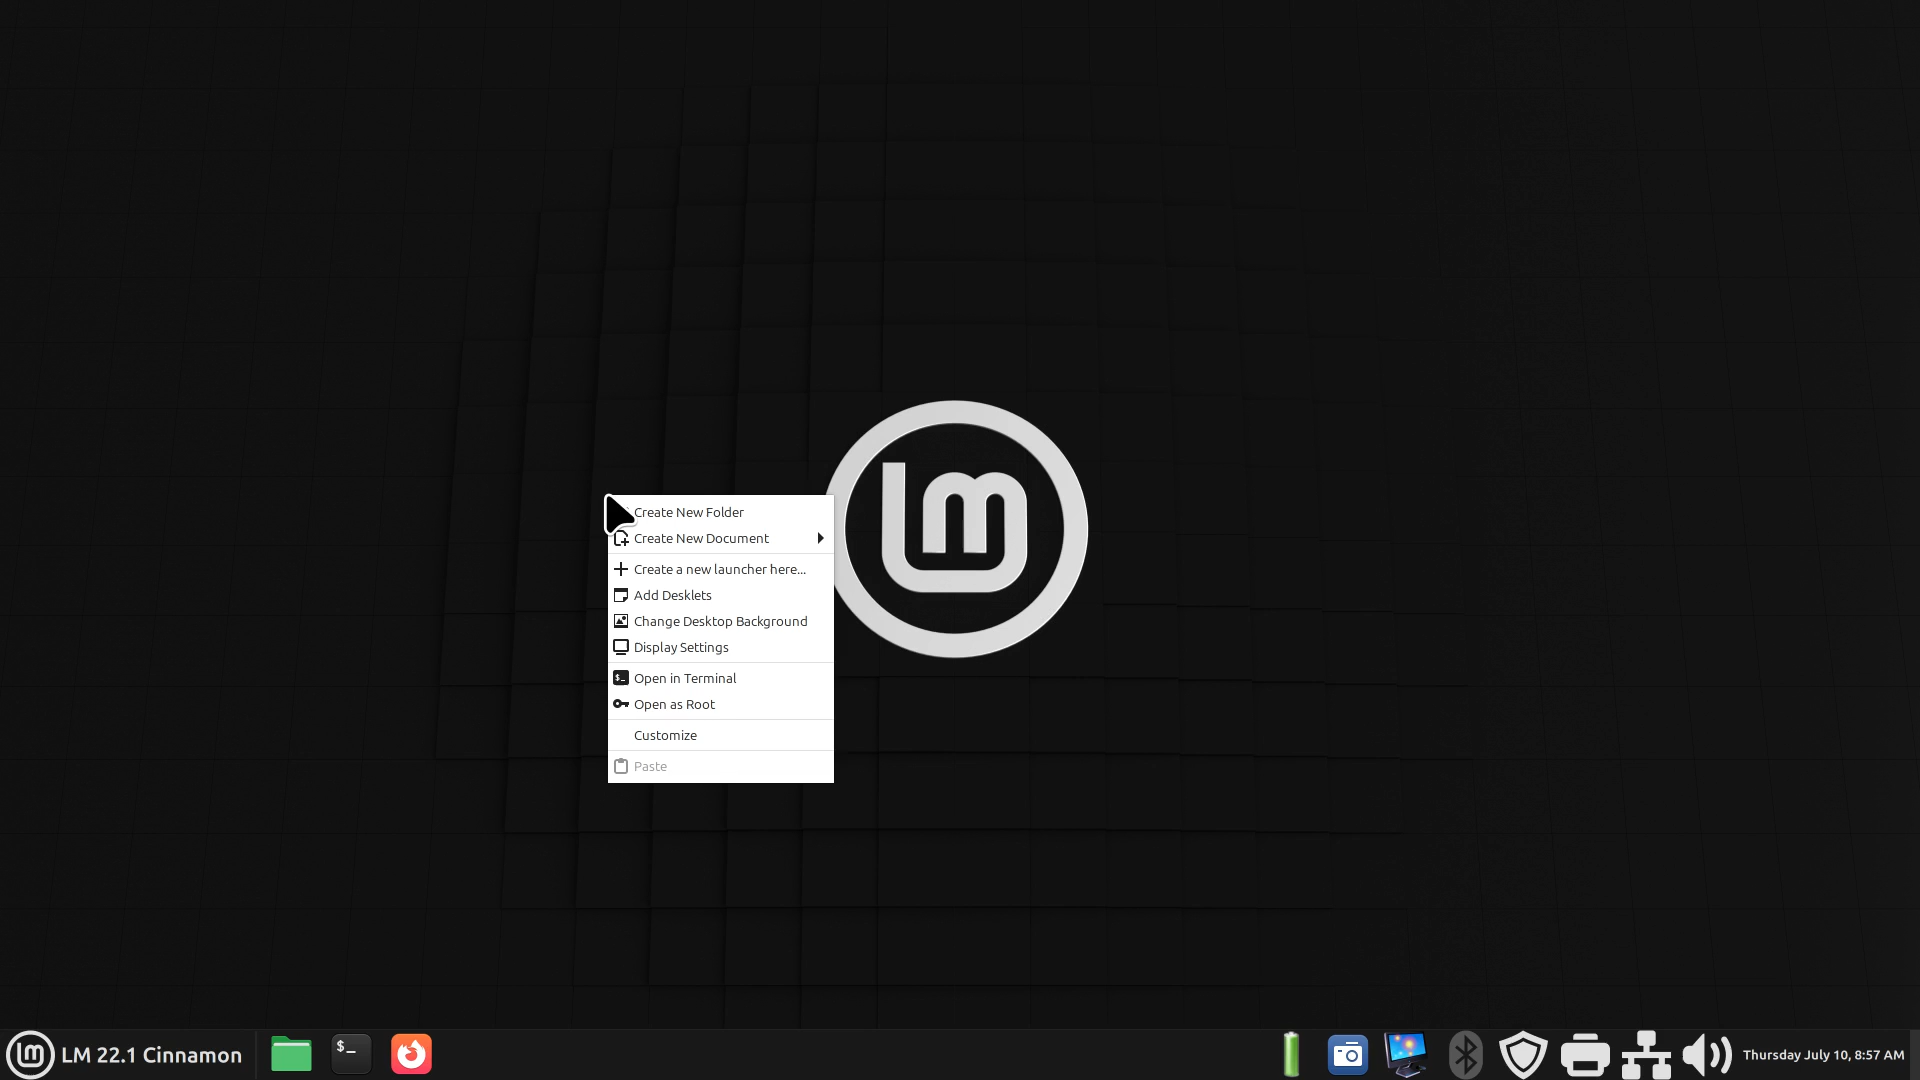 Create New Folder
Create New Document
Create a new launcher here...
Add Desklets
Change Desktop Background
Display Settings
$_ Open in Terminal
Open as Root
Customize
Paste
LM 22.1 Cinnamon
$_
Thursday July 10, 8:57 AM